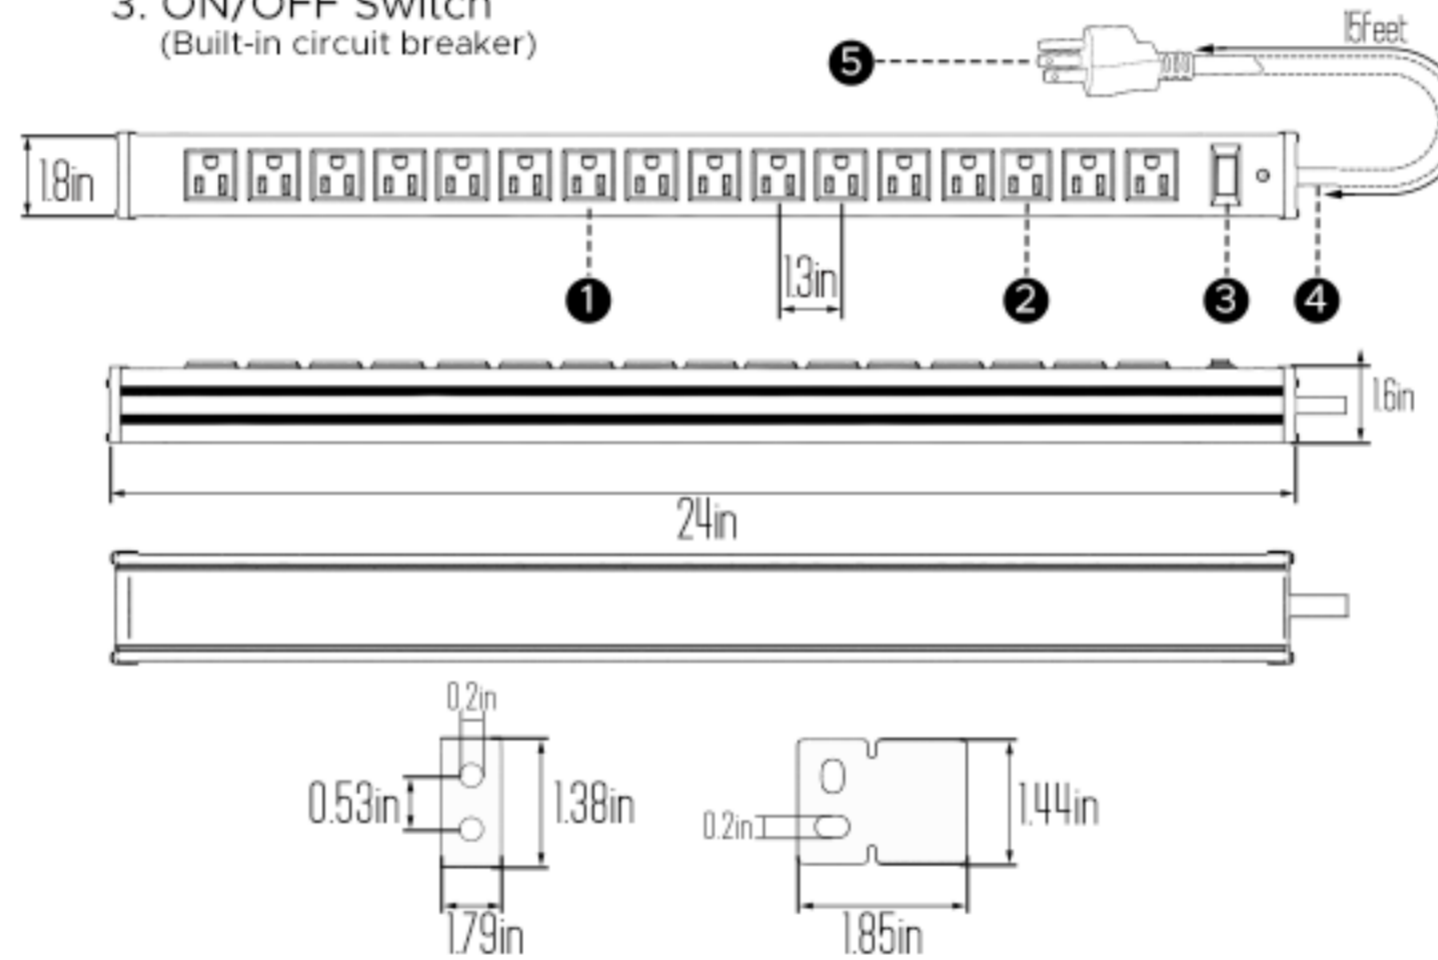 3. ON/OFF Switch
(Built-in circuit breaker)
15feet
5
1.8in
1.3in
1
2
3
4
1.6in
24in
0.2in
0.53in
1.38in
1.79in
0.2in
1.44in
1.85in